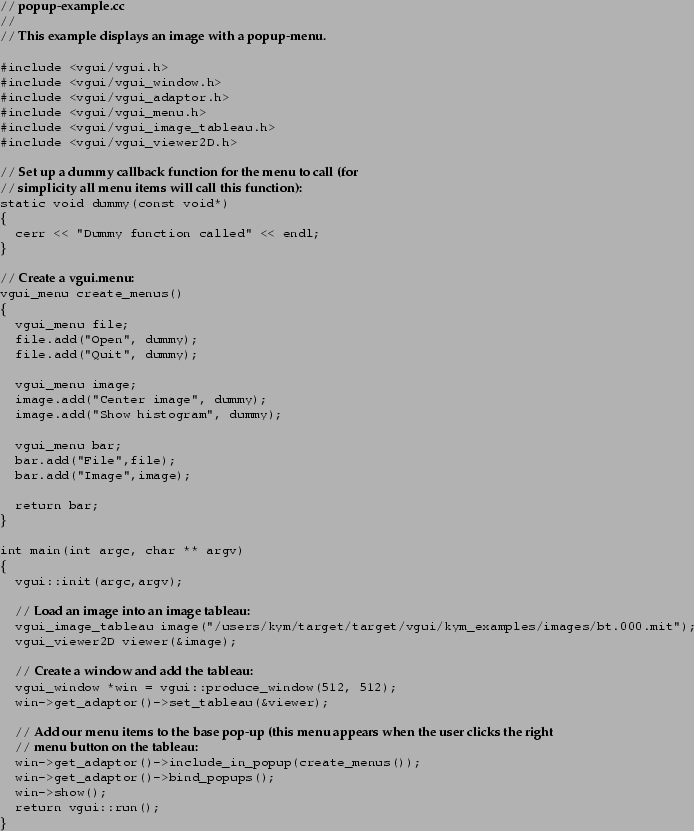 // popup-example.cc
//
// This example displays an image with a popup-menu.
#include <vgui/vgui.h>
#include <vgui/vgui_window.h>
#include <vgui/vgui_adaptor.h>
#include <vgui/vgui_menu.h>
#include <vgui/vgui_image_tableau.h>
#include <vgui/vgui_viewer2D.h>
// Set up a dummy callback function for the menu to call (for
// simplicity all menu items will call this function):
static void dummy(const void*)
{
  cerr << "Dummy function called" << endl;
}
// Create a vgui.menu:
vgui_menu create_menus()
{
  vgui_menu file;
  file.add("Open", dummy);
  file.add("Quit", dummy);
  vgui_menu image;
  image.add("Center image", dummy);
  image.add("Show histogram", dummy);
  vgui_menu bar;
  bar.add("File",file);
  bar.add("Image",image);
  return bar;
}
int main(int argc, char ** argv)
{
  vgui::init(argc,argv);
  // Load an image into an image tableau:
  vgui_image_tableau image("/users/kym/target/target/vgui/kym_examples/images/bt.000.mit");
  vgui_viewer2D viewer(&image);
  // Create a window and add the tableau:
  vgui_window *win = vgui::produce_window(512, 512);
  win->get_adaptor()->set_tableau(&viewer);
  // Add our menu items to the base pop-up (this menu appears when the user clicks the right
  // menu button on the tableau:
  win->get_adaptor()->include_in_popup(create_menus());
  win->get_adaptor()->bind_popups();
  win->show();
  return vgui::run();
}